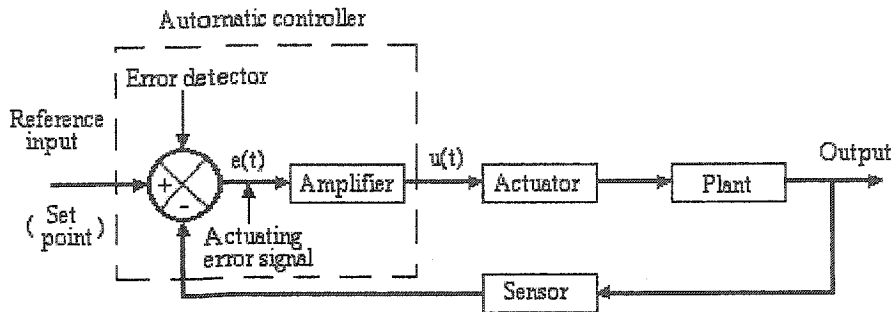 Automatic controller
Error detector
Reference
input
e(t)
u(t)
Output
+
Amplifier
Actuator
Plant
-
( Set
point )
Actuating
error signal
Sensor